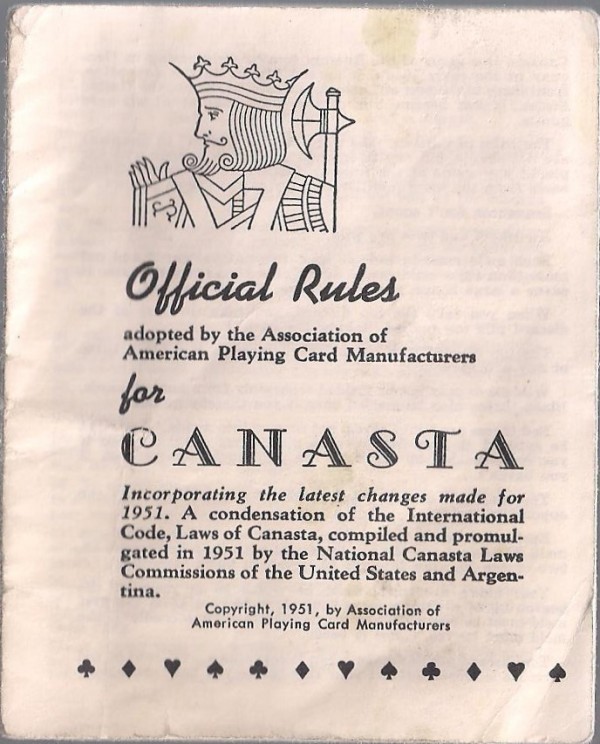 Official Rules
adopted by the Association of
American Playing Card Manufacturers
for
CANASTA
Incorporating the latest changes made for
1951. A condensation of the International
Code, Laws of Canasta, compiled and promul-
gated in 1951 by the National Canasta Laws
Commissions of the United States and Argen-
tina.
Copyright, 1951, by Association of
American Playing Card Manufacturers